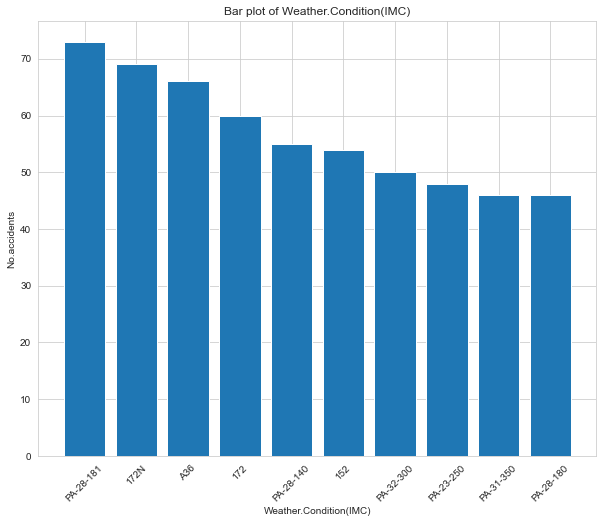 Bar plot of Weather.Condition(IMC)
70
60
50
40
30
20
10
0
No.accidents
PA-28-181
172N
A36
172
PA-28-140
152
PA-32-300
PA-23-250
PA-31-350
PA-28-180
Weather.Condition(IMC)